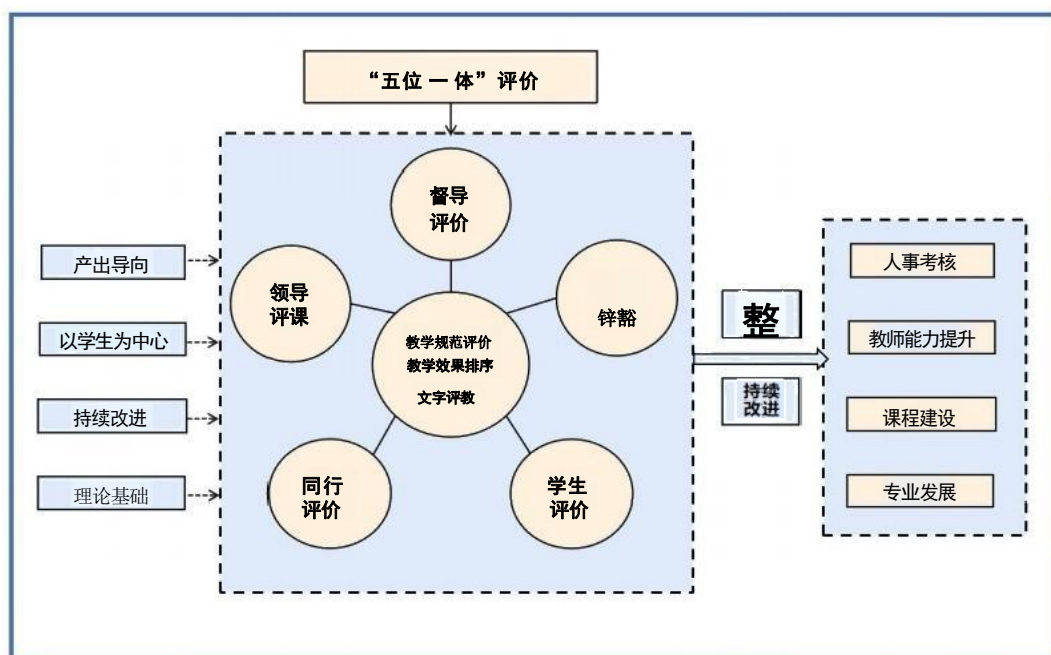 “五位一体”评价
督导
评价
领导
评课
锌豁
教学规范评价
教学效果排序
文字评教
同行
评价
学生
评价
产出导向
以学生为中心
持续改进
理论基础
整
持续
改进
人事考核
教师能力提升
课程建设
专业发展